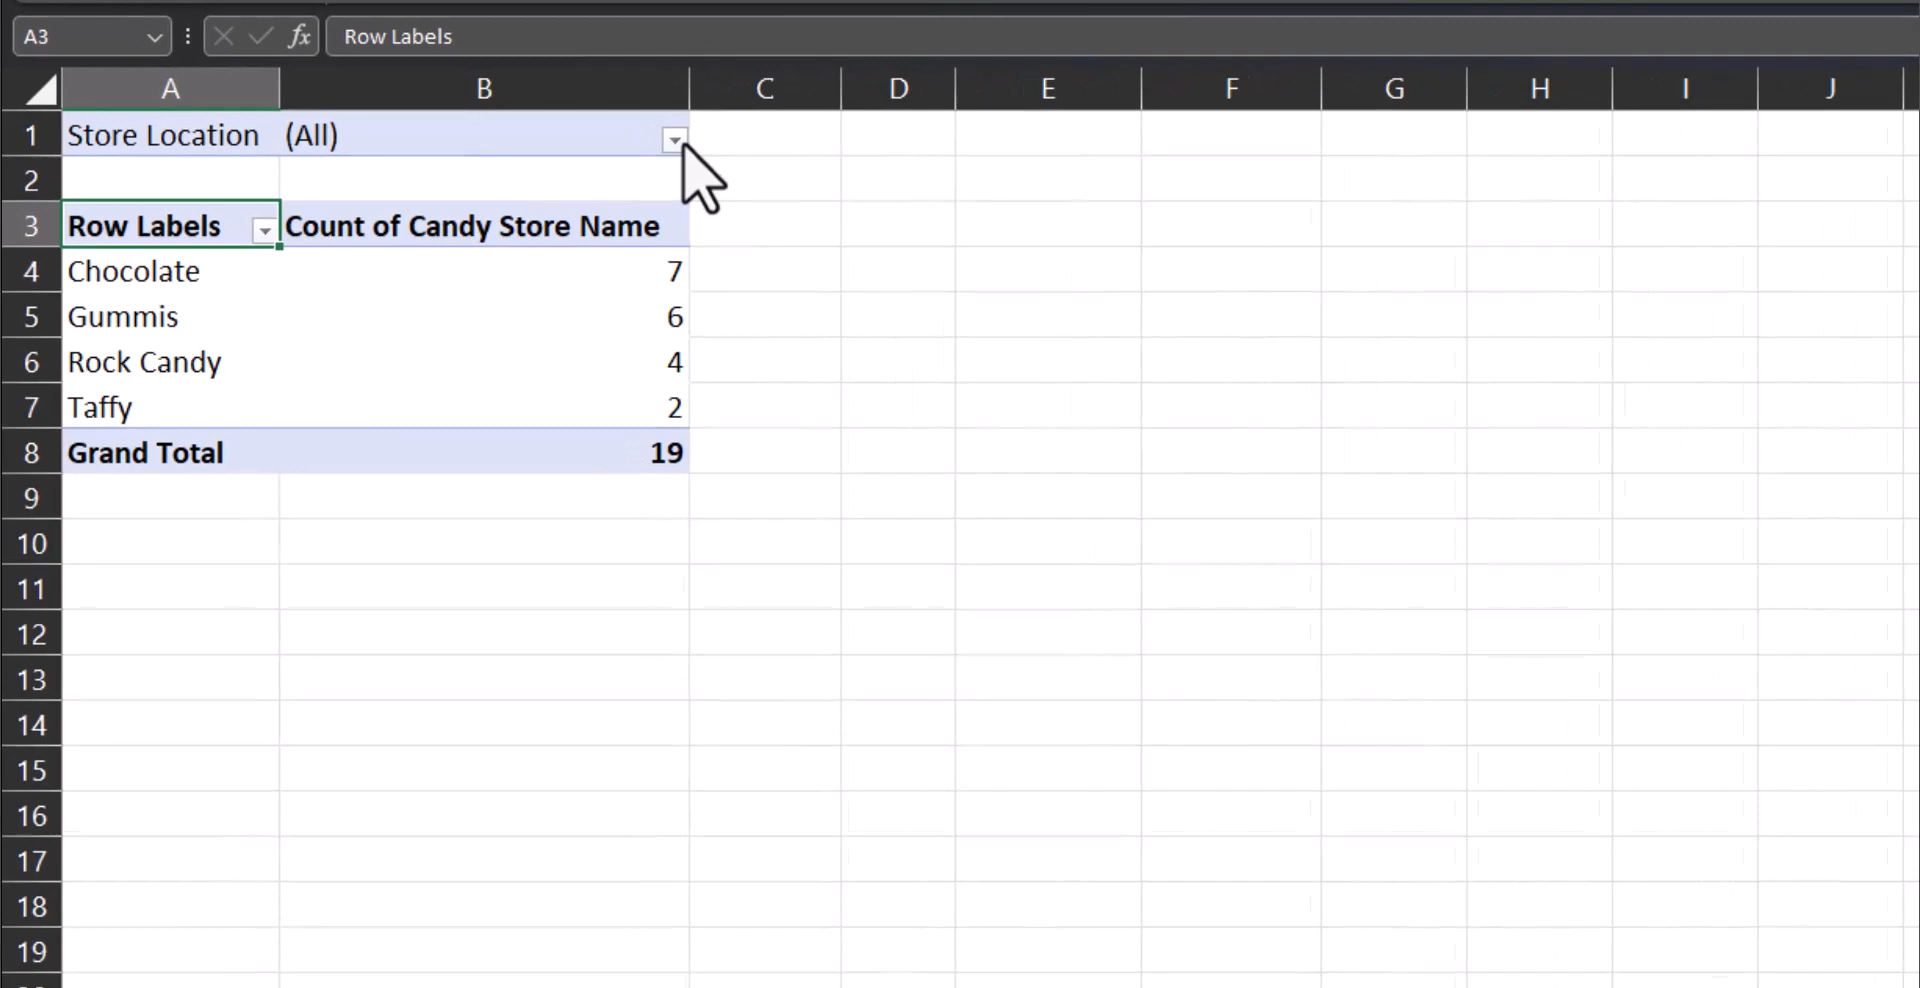 A3 fx Row Labels
A B C D E F G H I J
1 Store Location (All)
2
3 Row Labels Count of Candy Store Name
4 Chocolate 7
5 Gummis 6
6 Rock Candy 4
7 Taffy 2
8 Grand Total 19
9
10
11
12
13
14
15
16
17
18
19